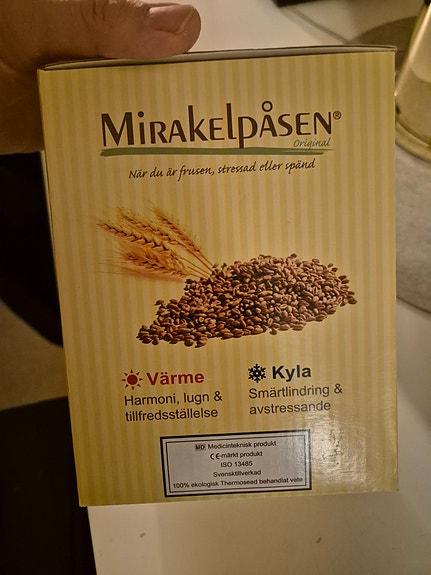 Mirakelpåsen®
Original
När du är frusen, stressad eller spänd
Värme
Harmoni, lugn &
tillfredsställelse
Kyla
Smärtlindring &
avstressande
MD Medicinteknisk produkt
CE-märkt produkt
ISO 13485
Svensktillverkad
100% ekologisk Thermoseed behandlat vete